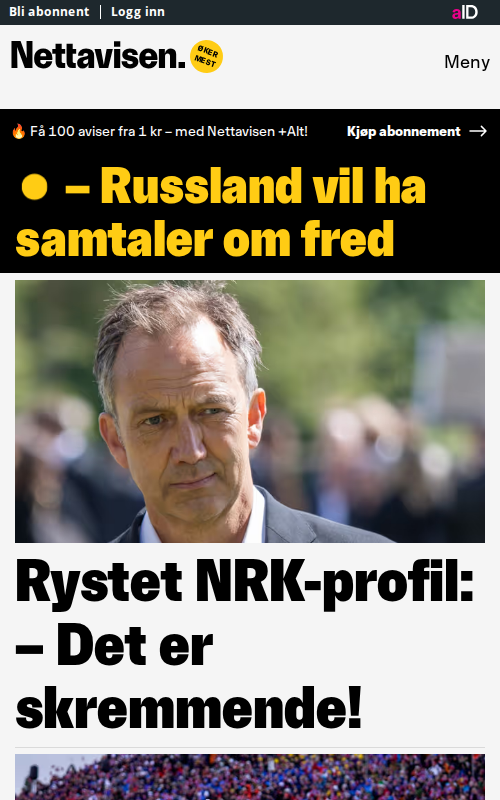 Bli abonnent Logg inn aID
Nettavisen. ØKER MEST
Meny
🔥 Få 100 aviser fra 1 kr – med Nettavisen +Alt! Kjøp abonnement →
– Russland vil ha
samtaler om fred
Rystet NRK-profil:
– Det er
skremmende!